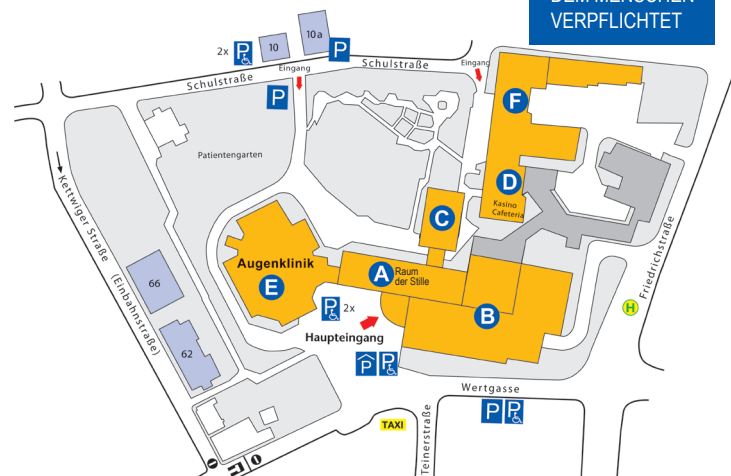 DEM MENSCHEN
VERPFLICHTET
10a
10
2x
P
P
Eingang
Schulstraße
Schulstraße
Eingang
P
F
Patientengarten
D
Kasino
Cafeteria
C
Kettwiger Straße
(Einbahnstraße)
Friedrichstraße
Augenklinik
E
A
Raum
der Stille
B
66
P
2x
Haupteingang
H
62
P
P
Wertgasse
P
P
TAXI
Teinerstraße